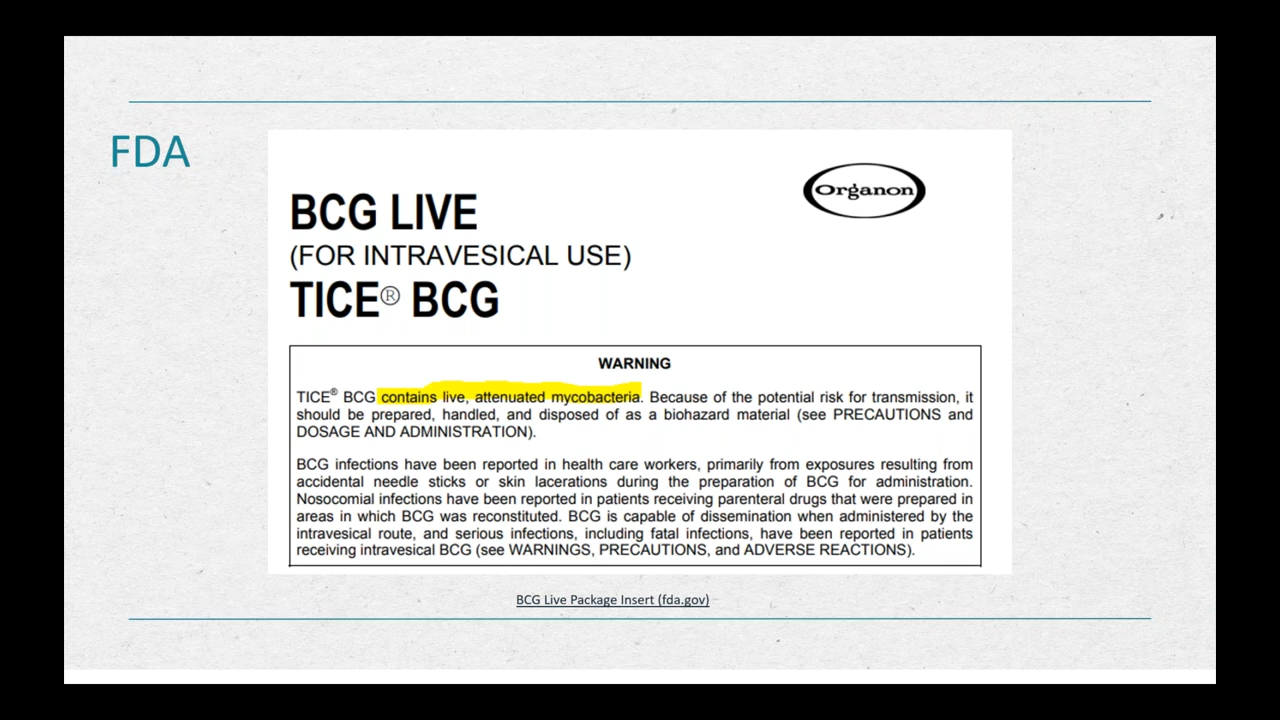 FDA
Organon
BCG LIVE
(FOR INTRAVESICAL USE)
TICE® BCG
WARNING
TICE® BCG contains live, attenuated mycobacteria. Because of the potential risk for transmission, it
should be prepared, handled, and disposed of as a biohazard material (see PRECAUTIONS and
DOSAGE AND ADMINISTRATION).
BCG infections have been reported in health care workers, primarily from exposures resulting from
accidental needle sticks or skin lacerations during the preparation of BCG for administration.
Nosocomial infections have been reported in patients receiving parenteral drugs that were prepared in
areas in which BCG was reconstituted. BCG is capable of dissemination when administered by the
intravesical route, and serious infections, including fatal infections, have been reported in patients
receiving intravesical BCG (see WARNINGS, PRECAUTIONS, and ADVERSE REACTIONS).
BCG Live Package Insert (fda.gov)